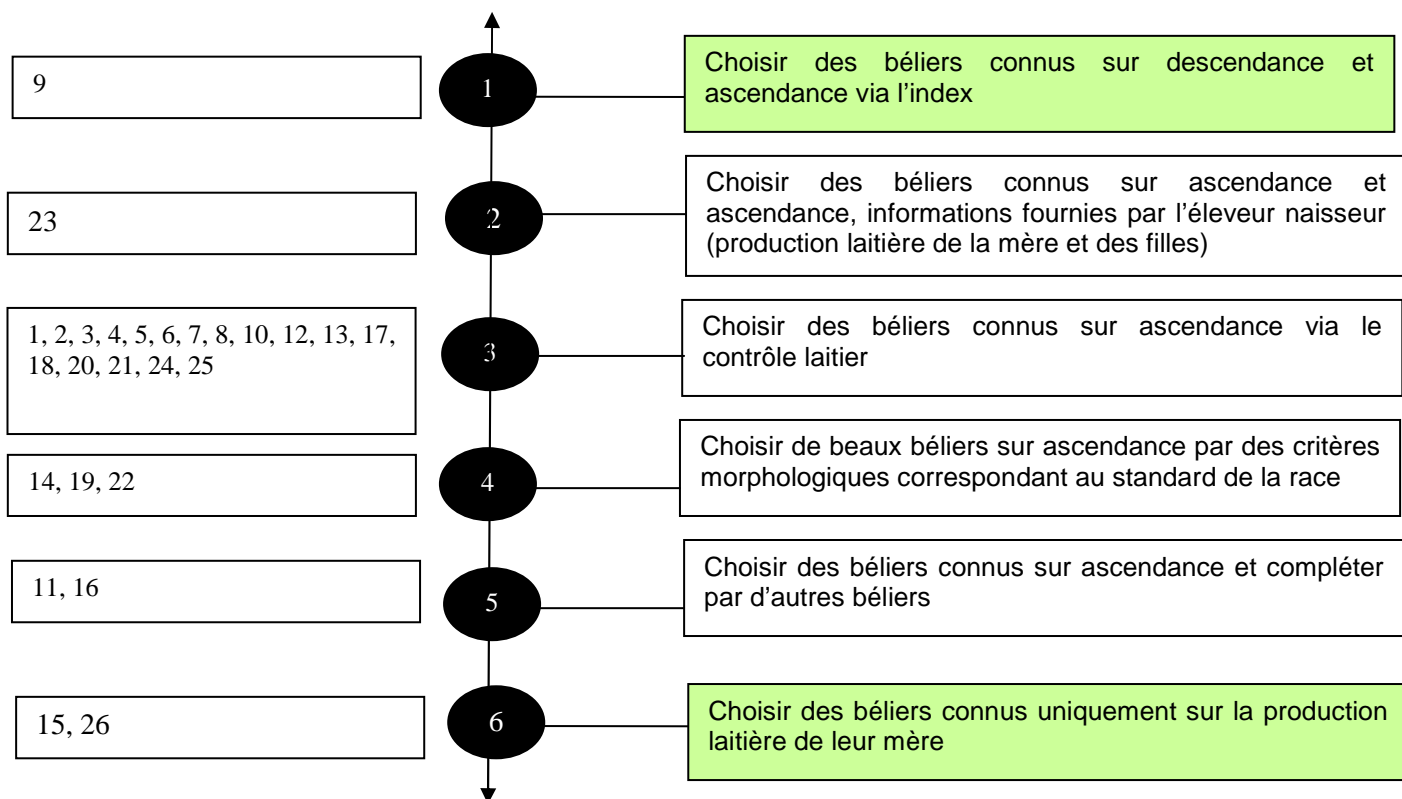 9
1
Choisir des béliers connus sur descendance et
ascendance via l'index
23
2
Choisir des béliers connus sur ascendance et
ascendance, informations fournies par l'éleveur naisseur
(production laitière de la mère et des filles)
1, 2, 3, 4, 5, 6, 7, 8, 10, 12, 13, 17,
18, 20, 21, 24, 25
3
Choisir des béliers connus sur ascendance via le
contrôle laitier
14, 19, 22
4
Choisir de beaux béliers sur ascendance par des critères
morphologiques correspondant au standard de la race
11, 16
5
Choisir des béliers connus sur ascendance et compléter
par d'autres béliers
15, 26
6
Choisir des béliers connus uniquement sur la production
laitière de leur mère